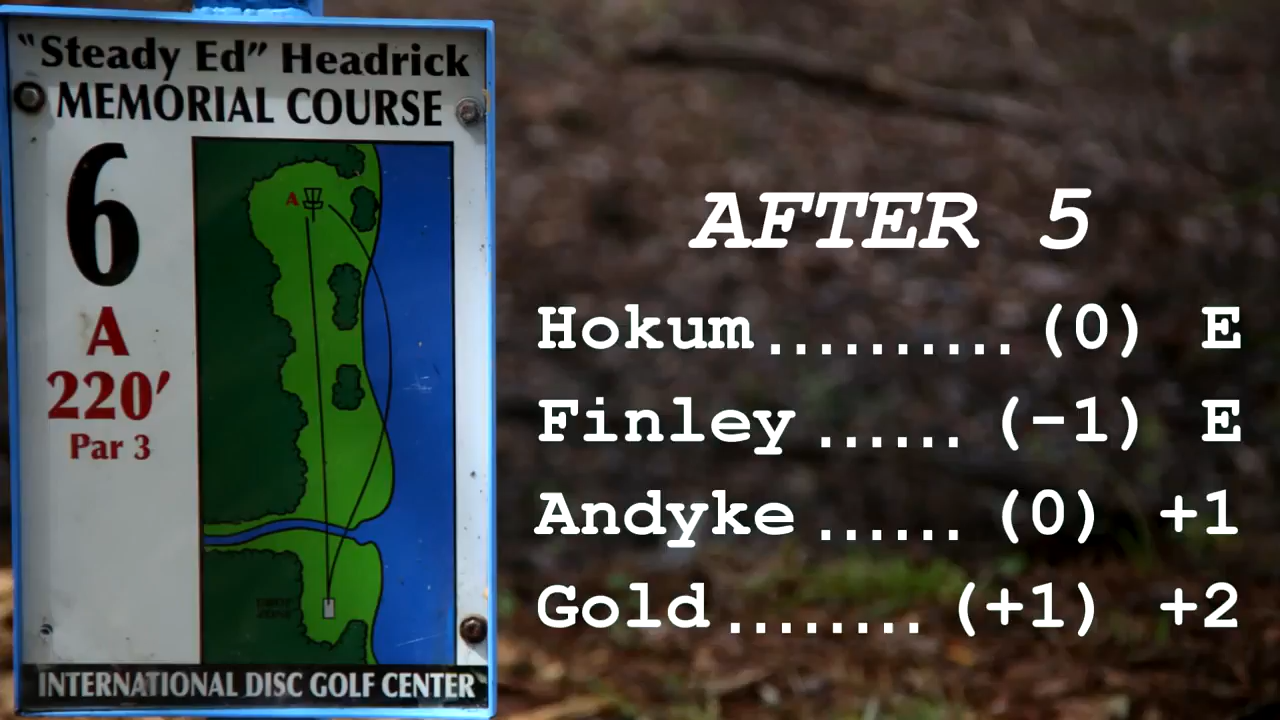 "Steady Ed" Headrick
MEMORIAL COURSE
6
A
220'
Par 3
A
INTERNATIONAL DISC GOLF CENTER
AFTER 5
Hokum.......... (0) E
Finley ...... (-1) E
Andyke ...... (0) +1
Gold ........ (+1) +2